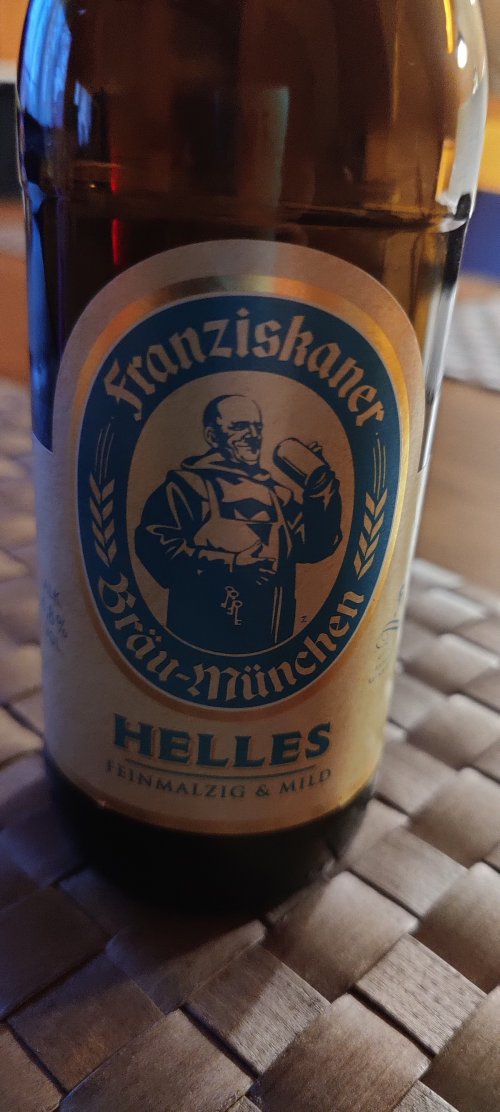 Franziskaner
Bräu-München
HELLES
FEINMALZIG & MILD